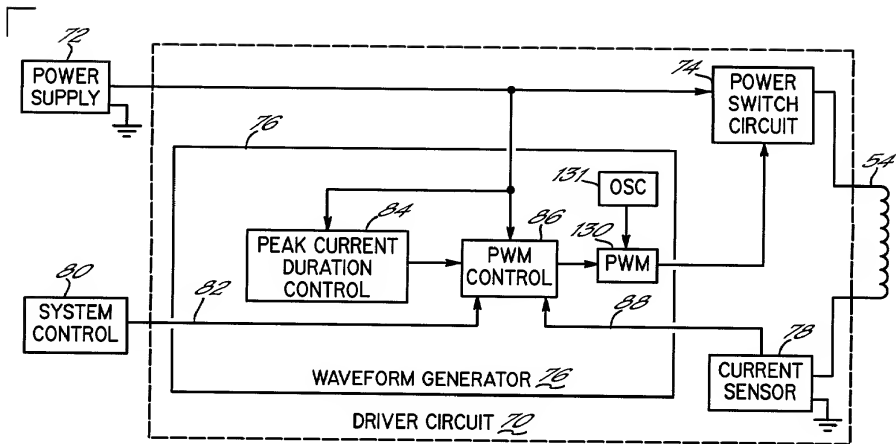 72
POWER
SUPPLY
74
POWER
SWITCH
CIRCUIT
76
131
OSC
54
84
PEAK CURRENT
DURATION
CONTROL
86
PWM
CONTROL
130
PWM
80
SYSTEM
CONTROL
82
88
78
CURRENT
SENSOR
WAVEFORM GENERATOR 76
DRIVER CIRCUIT 70